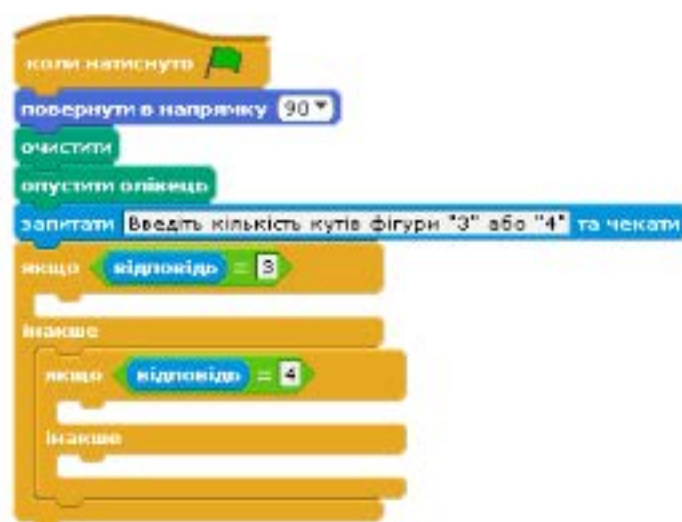 коли натиснуто
повернути в напрямку 90
очистити
опустити олівець
запитати Введіть кількість кутів фігури "3" або "4" та чекати
якщо відповідь = 3
інакше
якщо відповідь = 4
інакше